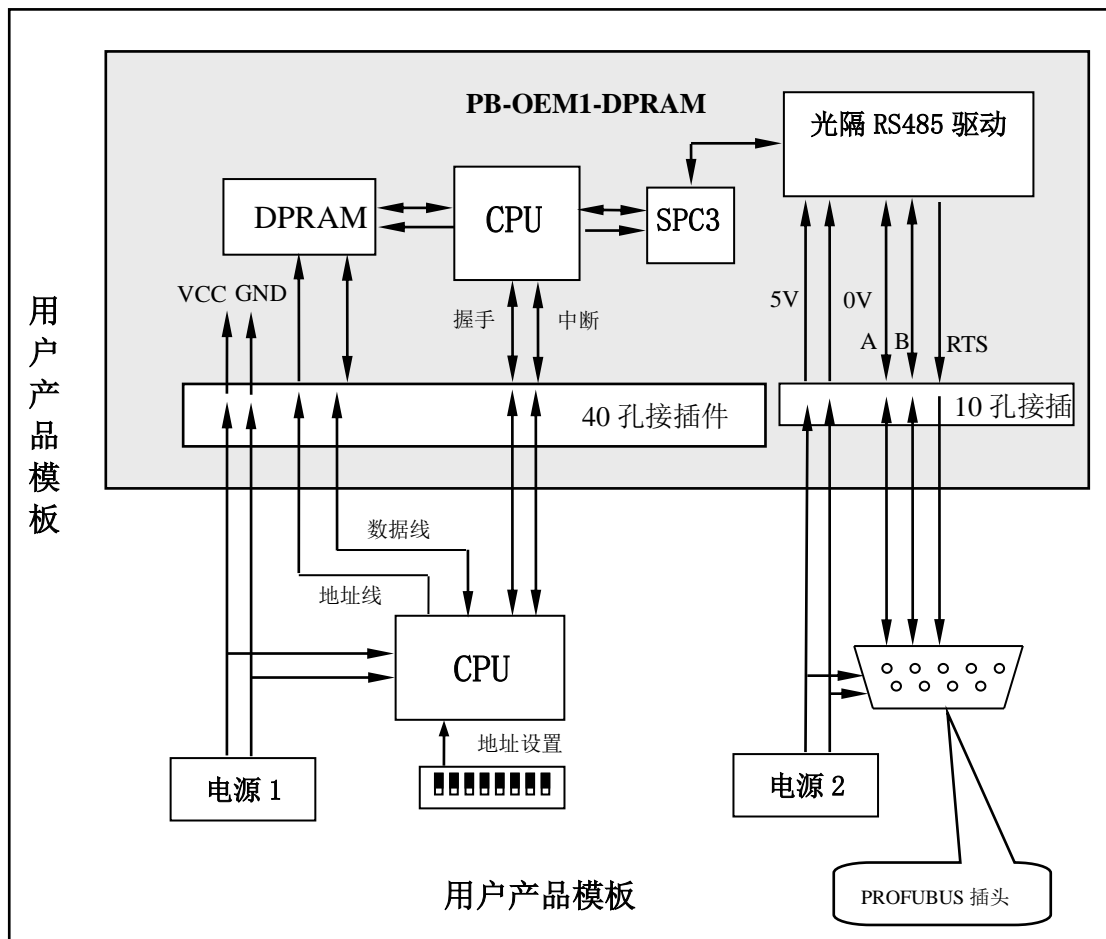 PB-OEM1-DPRAM
光隔 RS485 驱动
DPRAM
CPU
SPC3
VCC GND
握手
中断
5V
0V
A
B
RTS
40 孔接插件
10 孔接插
用户产品模板
数据线
地址线
CPU
地址设置
电源 1
电源 2
用户产品模板
PROFUBUS 插头